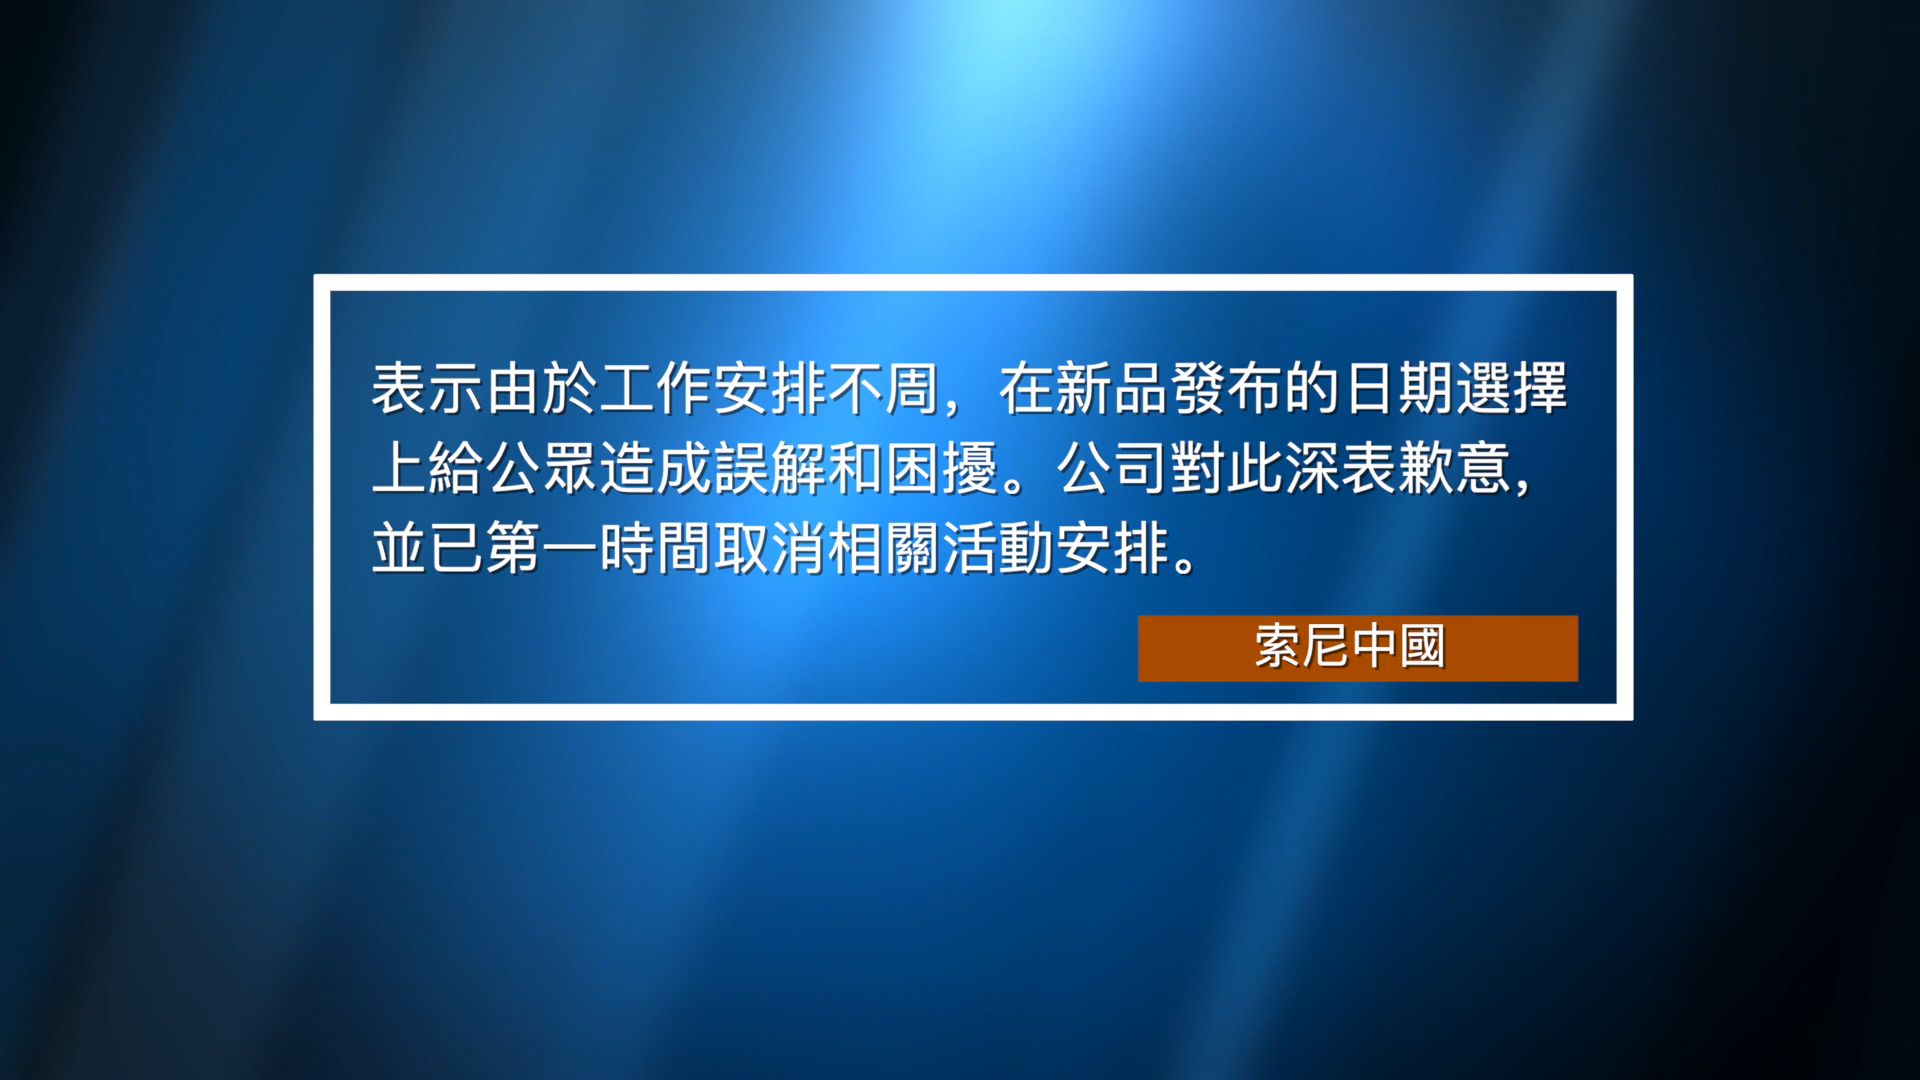 表示由於工作安排不周，在新品發布的日期選擇
上給公眾造成誤解和困擾。公司對此深表歉意，
並已第一時間取消相關活動安排。
索尼中國